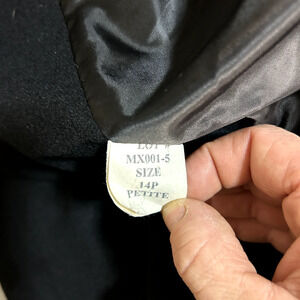 LOT #
MX001-5
SIZE
14P
PETITE